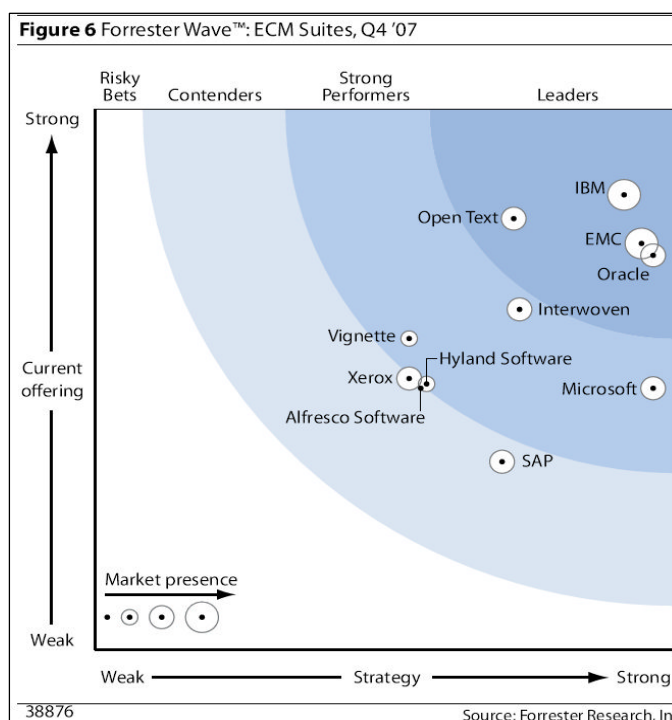 Figure 6 Forrester Wave™: ECM Suites, Q4 '07
Risky
Bets
Contenders
Strong
Performers
Leaders
Strong
IBM
Open Text
EMC
Oracle
Interwoven
Vignette
Hyland Software
Current
offering
Xerox
Microsoft
Alfresco Software
SAP
Market presence
Weak
Weak
Strategy
Strong
38876
Source: Forrester Research, In